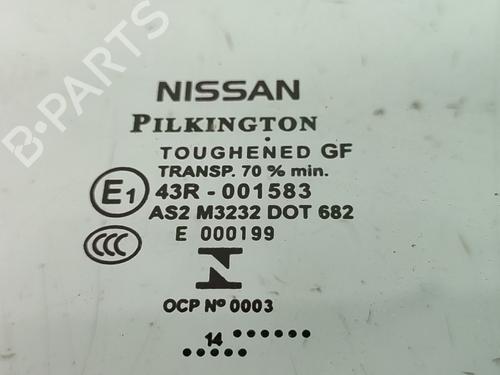 B-PARTS
NISSAN
PILKINGTON
TOUGHENED GF
TRANSP. 70 % min.
E1 43R - 001583
AS2 M3232 DOT 682
CCC E 000199
N
OCP Nº 0003
14